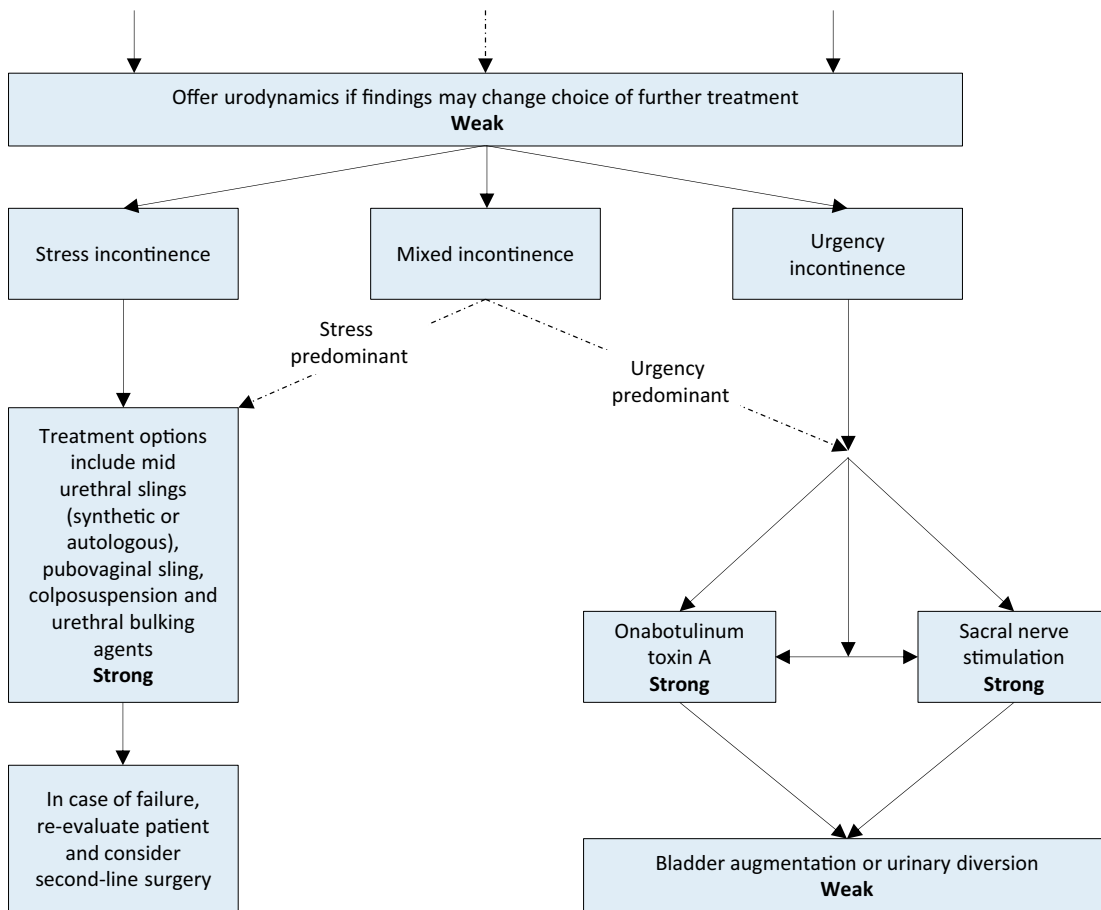 Offer urodynamics if findings may change choice of further treatment
Weak
Stress incontinence
Mixed incontinence
Urgency
incontinence
Stress
predominant
Urgency
predominant
Treatment options
include mid
urethral slings
(synthetic or
autologous),
pubovaginal sling,
colposuspension and
urethral bulking
agents
Strong
Onabotulinum
toxin A
Strong
Sacral nerve
stimulation
Strong
In case of failure,
re-evaluate patient
and consider
second-line surgery
Bladder augmentation or urinary diversion
Weak